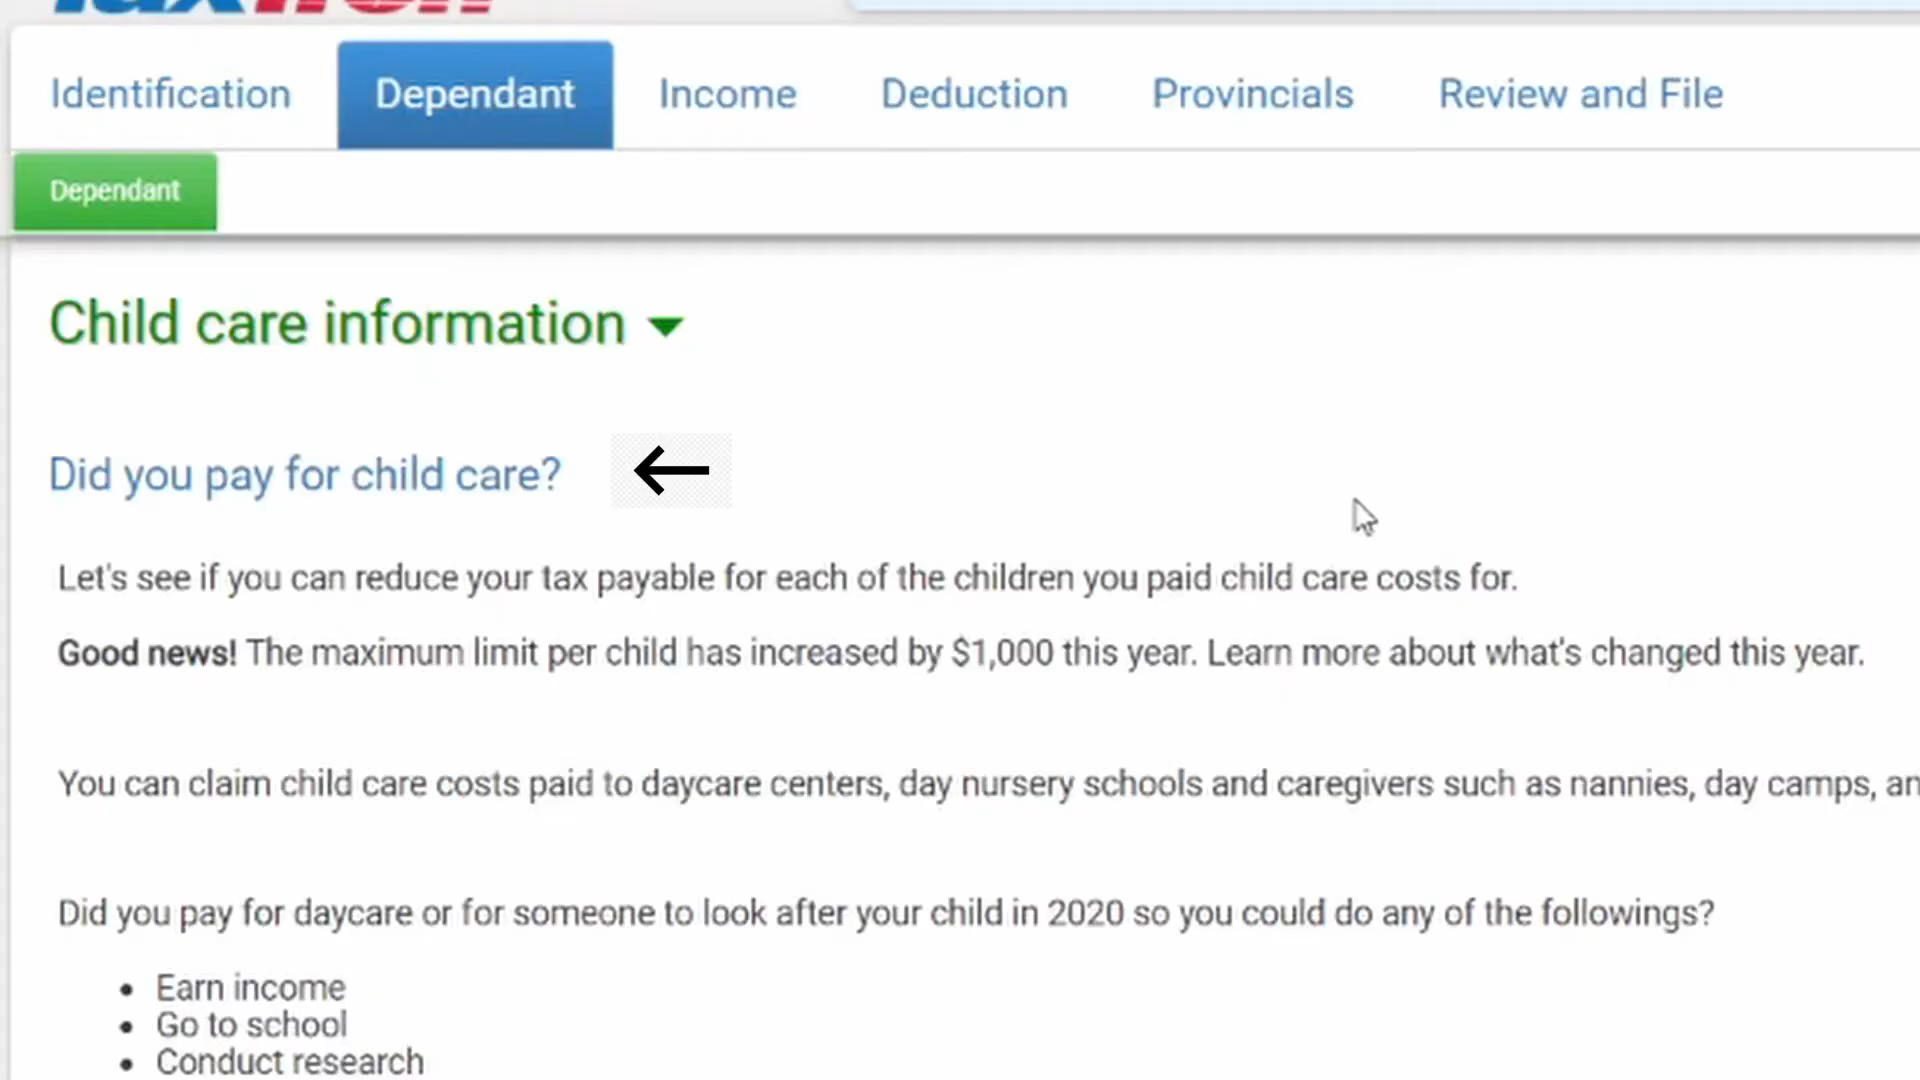 Identification Dependant Income Deduction Provincials Review and File
Dependant
Child care information
Did you pay for child care?
Let's see if you can reduce your tax payable for each of the children you paid child care costs for.
Good news! The maximum limit per child has increased by $1,000 this year. Learn more about what's changed this year.
You can claim child care costs paid to daycare centers, day nursery schools and caregivers such as nannies, day camps,
Did you pay for daycare or for someone to look after your child in 2020 so you could do any of the followings?
Earn income
Go to school
Conduct research